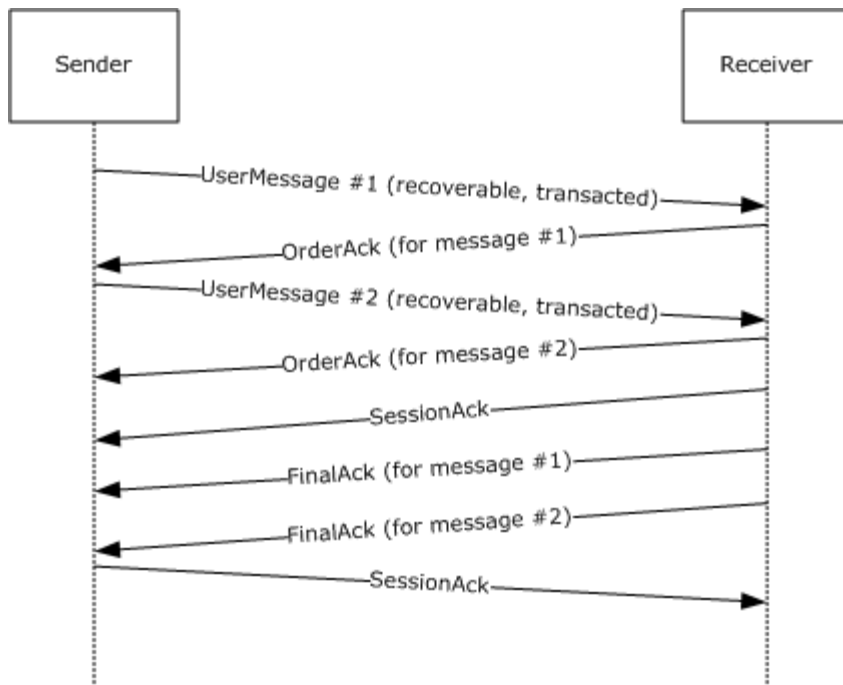 Sender
Receiver
UserMessage #1 (recoverable, transacted)
OrderAck (for message #1)
UserMessage #2 (recoverable, transacted)
OrderAck (for message #2)
SessionAck
FinalAck (for message #1)
FinalAck (for message #2)
SessionAck